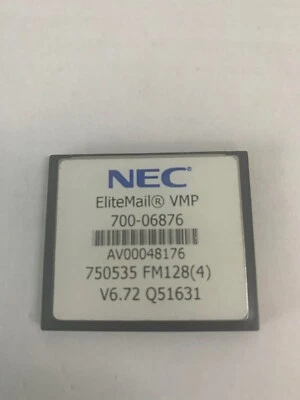 NEC
EliteMail® VMP
700-06876
AV00048176
750535 FM128(4)
V6.72 Q51631